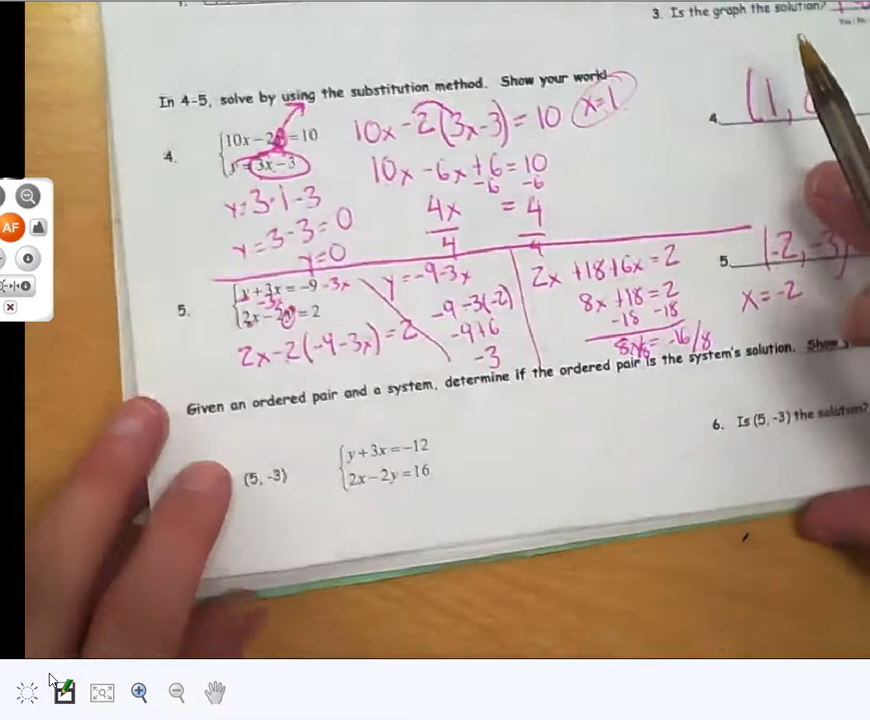 3. Is the graph the solution?
Yes / No
In 4-5, solve by using the substitution method. Show your work!
4. 10x - 2y = 10
y = 3x - 3
10x - 2(3x-3) = 10 x=1
10x - 6x + 6 = 10
-6 -6
4x = 4
4 4
y = 3·1 - 3
y = 3 - 3 = 0
y = 0
4. (1,
5. y + 3x = -9 - 3x
-3x
2x - 2y = 2
2x - 2(-9-3x) = 2
y = -9 - 3x
-9 - 3(-2)
-9 + 6
-3
2x + 18 + 6x = 2
8x + 18 = 2
-18 -18
8x/8 = -16/8
5. (-2, -3)
x = -2
Given an ordered pair and a system, determine if the ordered pair is the system's solution. Show
(5, -3) y + 3x = -12
2x - 2y = 16
6. Is (5, -3) the solution?
AF